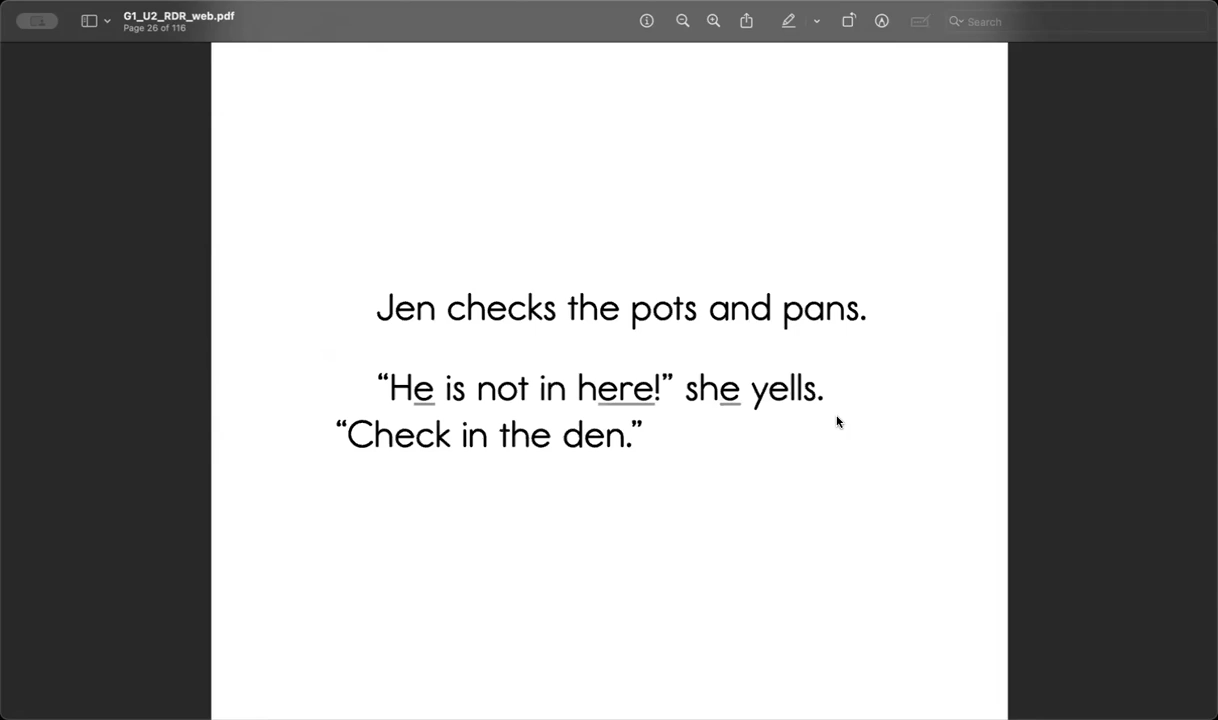 G1_U2_RDR_web.pdf
Page 26 of 116
Search
Jen checks the pots and pans.
“He is not in here!” she yells.
“Check in the den.”